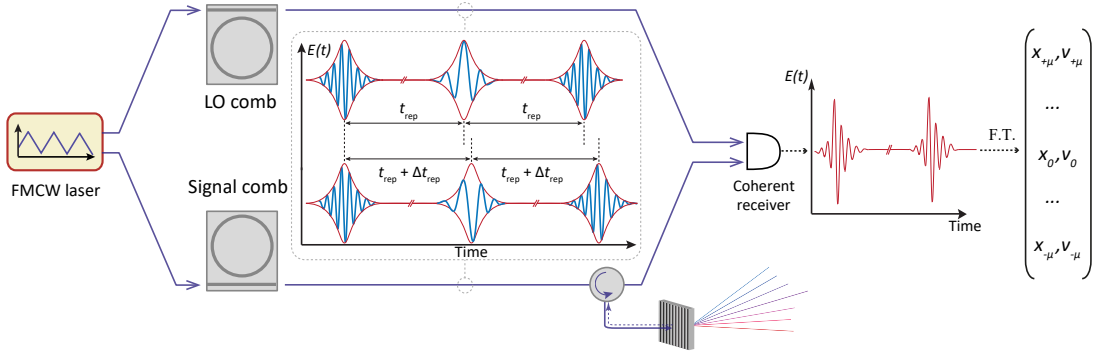 FMCW laser
LO comb
Signal comb
E(t)
t_rep
t_rep
t_rep + Δt_rep
t_rep + Δt_rep
Time
Coherent
receiver
E(t)
Time
F.T.
x_+μ,v_+μ
...
x_0,v_0
...
x_-μ,v_-μ